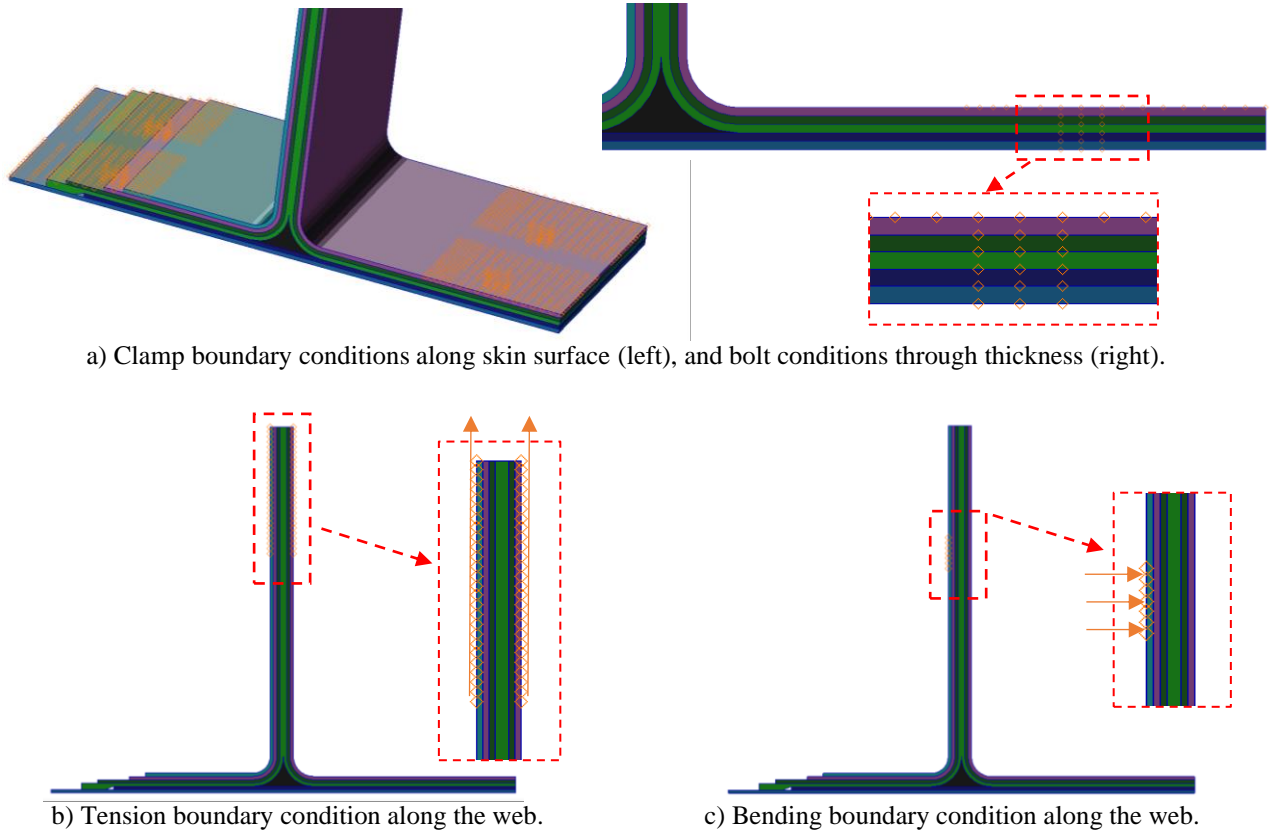 a) Clamp boundary conditions along skin surface (left), and bolt conditions through thickness (right).
b) Tension boundary condition along the web.
c) Bending boundary condition along the web.